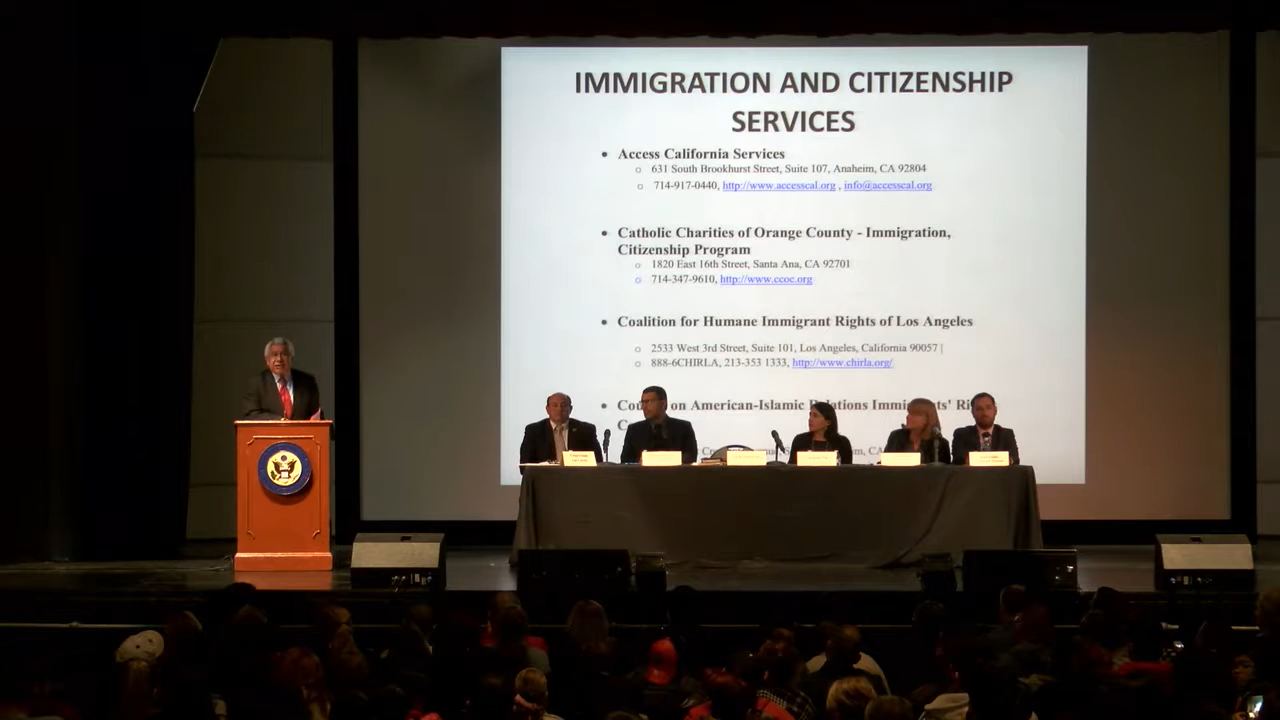 IMMIGRATION AND CITIZENSHIP
SERVICES
• Access California Services
o 631 South Brookhurst Street, Suite 107, Anaheim, CA 92804
o 714-917-0440, http://www.accesscal.org , info@accesscal.org
• Catholic Charities of Orange County - Immigration,
Citizenship Program
o 1820 East 16th Street, Santa Ana, CA 92701
o 714-347-9610, http://www.ccoc.org
• Coalition for Humane Immigrant Rights of Los Angeles
o 2533 West 3rd Street, Suite 101, Los Angeles, California 90057 |
o 888-6CHIRLA, 213-353 1333, http://www.chirla.org/
• on American-Islamic
CA